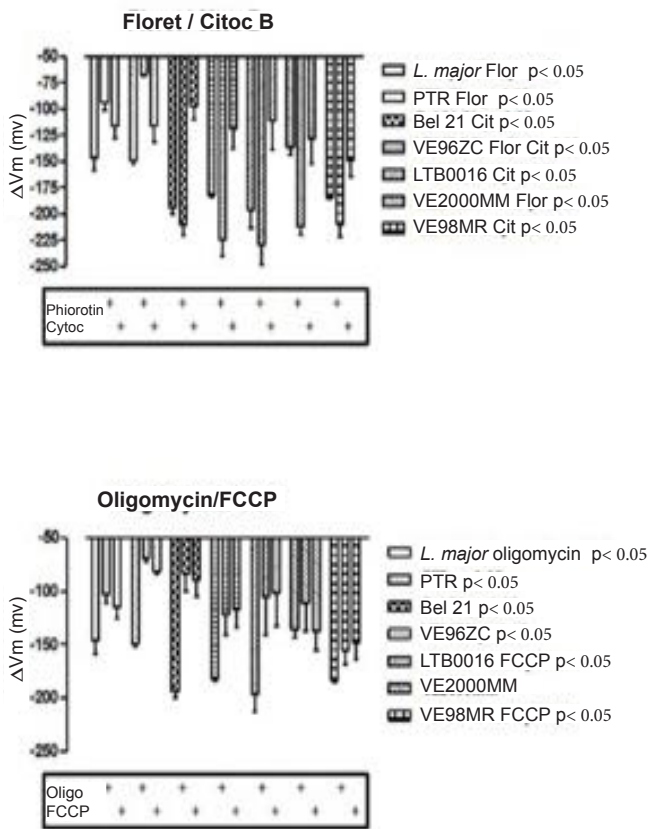 Floret / Citoc B
-50
-75
-100
-125
-150
-175
-200
-225
-250
ΔVm (mv)
L. major Flor p< 0.05
PTR Flor p< 0.05
Bel 21 Cit p< 0.05
VE96ZC Flor Cit p< 0.05
LTB0016 Cit p< 0.05
VE2000MM Flor p< 0.05
VE98MR Cit p< 0.05
Phiorotin + + + + + + +
Cytoc + + + + + + +
Oligomycin/FCCP
-50
-100
-150
-200
-250
ΔVm (mv)
L. major oligomycin p< 0.05
PTR p< 0.05
Bel 21 p< 0.05
VE96ZC p< 0.05
LTB0016 FCCP p< 0.05
VE2000MM
VE98MR FCCP p< 0.05
Oligo + + + + + + +
FCCP + + + + + + +